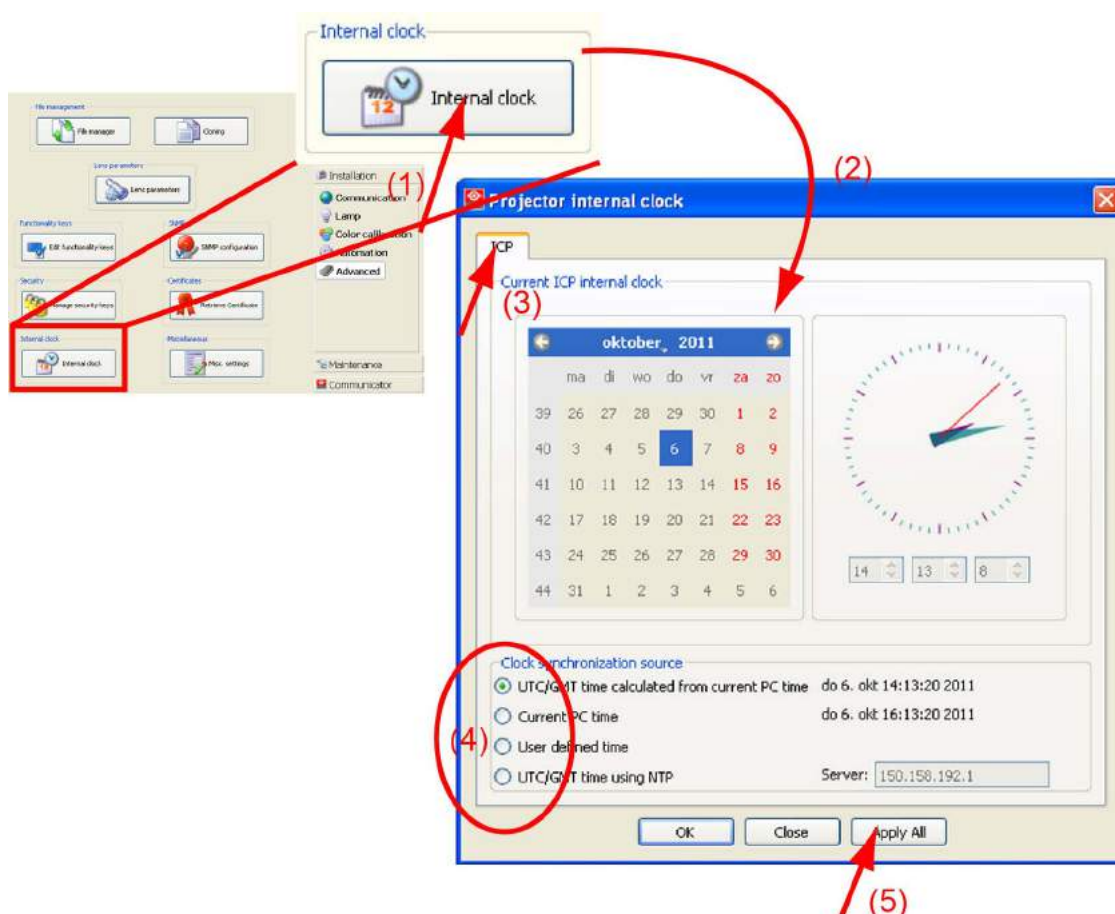 Internal clock
Internal clock
File management
File manager
Cloning
Lens parameters
Lens parameters
Functionality keys
SNMP
Edit functionality keys
SNMP configuration
Security
Certificates
Manage security keys
Retrieve Certificate
Internal clock
Miscellaneous
Internal clock
Misc. settings
Installation
Communication
Lamp
Color calibration
Automation
Advanced
Maintenance
Communicator
(1)
(2)
Projector internal clock
ICP
(3)
Current ICP internal clock
oktober, 2011
ma di wo do vr za zo
39 26 27 28 29 30 1 2
40 3 4 5 6 7 8 9
41 10 11 12 13 14 15 16
42 17 18 19 20 21 22 23
43 24 25 26 27 28 29 30
44 31 1 2 3 4 5 6
14 13 8
Clock synchronization source
UTC/GMT time calculated from current PC time do 6. okt 14:13:20 2011
Current PC time do 6. okt 16:13:20 2011
(4)
User defined time
UTC/GMT time using NTP Server: 150.158.192.1
OK Close Apply All
(5)